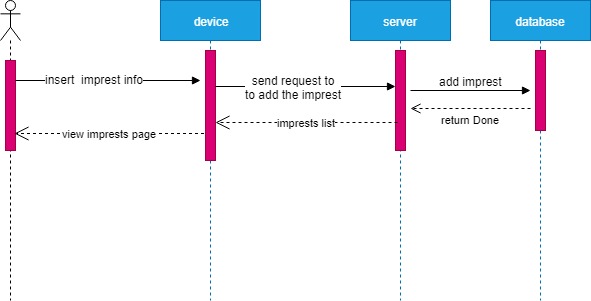 device
server
database
insert  imprest info
send request to
to add the imprest
add imprest
imprests list
return Done
view imprests page